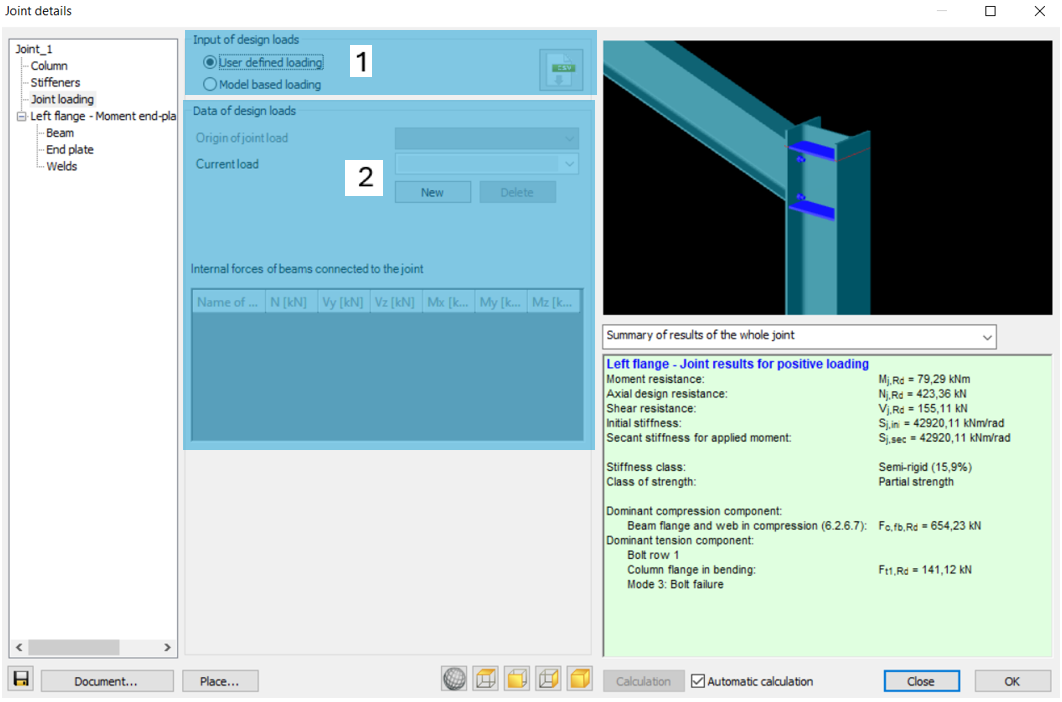 Joint details
Joint_1
Column
Stiffeners
Joint loading
Left flange - Moment end-pla
Beam
End plate
Welds
Input of design loads
User defined loading
Model based loading
1
CSV
Data of design loads
Origin of joint load
Current load
2
New Delete
Internal forces of beams connected to the joint
Name of ... N [kN] Vy [kN] Vz [kN] Mx [k... My [k... Mz [k...
Summary of results of the whole joint
Left flange - Joint results for positive loading
Moment resistance: Mj,Rd = 79,29 kNm
Axial design resistance: Nj,Rd = 423,36 kN
Shear resistance: Vj,Rd = 155,11 kN
Initial stiffness: Sj,ini = 42920,11 kNm/rad
Secant stiffness for applied moment: Sj,sec = 42920,11 kNm/rad
Stiffness class: Semi-rigid (15,9%)
Class of strength: Partial strength
Dominant compression component:
Beam flange and web in compression (6.2.6.7): Fc,fb,Rd = 654,23 kN
Dominant tension component:
Bolt row 1
Column flange in bending: Ft1,Rd = 141,12 kN
Mode 3: Bolt failure
Document... Place... Calculation Automatic calculation Close OK